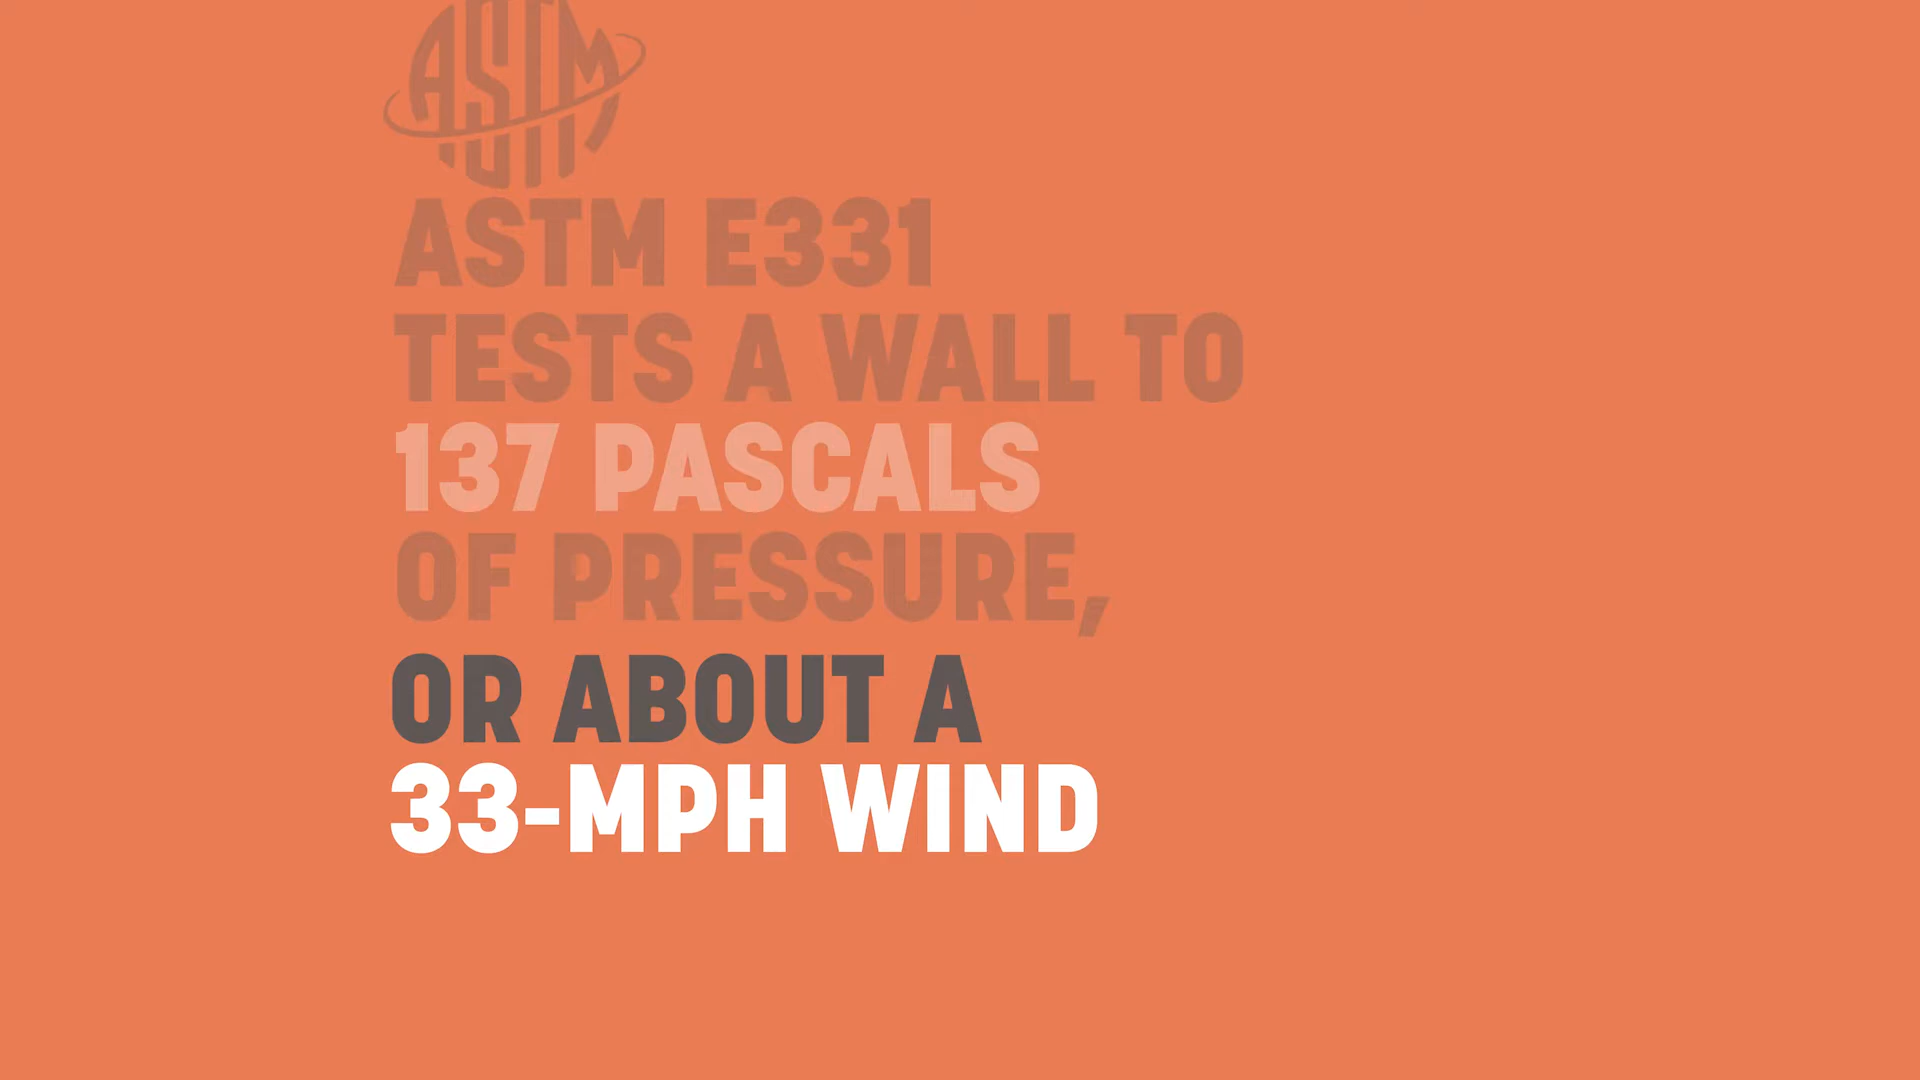 ASTM
ASTM E331
TESTS A WALL TO
137 PASCALS
OF PRESSURE,
OR ABOUT A
33-MPH WIND